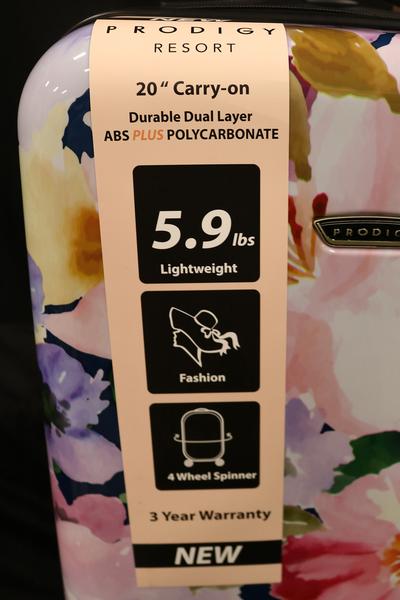 NEW
PRODIGY
RESORT
20" Carry-on
Durable Dual Layer
ABS PLUS POLYCARBONATE
5.9 lbs
Lightweight
PRODIG
Fashion
4 Wheel Spinner
3 Year Warranty
NEW